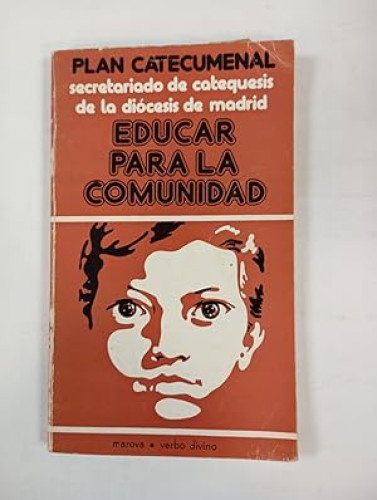 PLAN CATECUMENAL
secretariado de catequesis
de la diócesis de madrid
EDUCAR
PARA LA
COMUNIDAD
marova • verbo divino